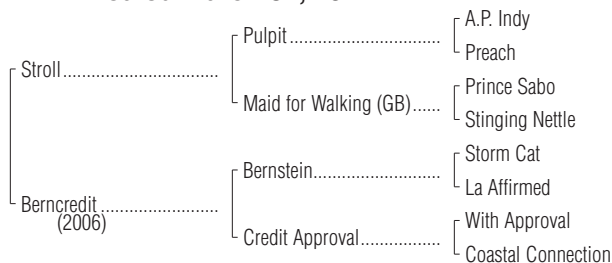 A.P. Indy
Pulpit
Preach
Stroll
Prince Sabo
Maid for Walking (GB)
Stinging Nettle
Storm Cat
Bernstein
La Affirmed
Berncredit
(2006)
With Approval
Credit Approval
Coastal Connection